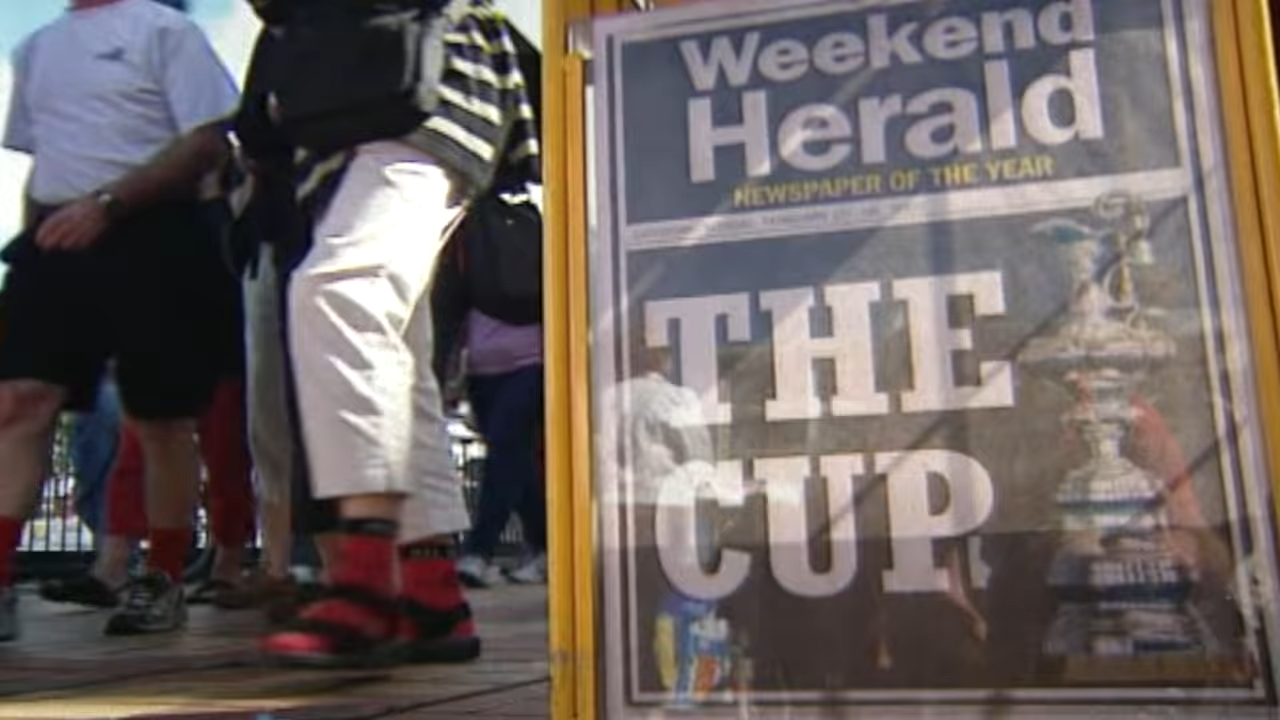 Weekend
Herald
NEWSPAPER OF THE YEAR
THE
CUP